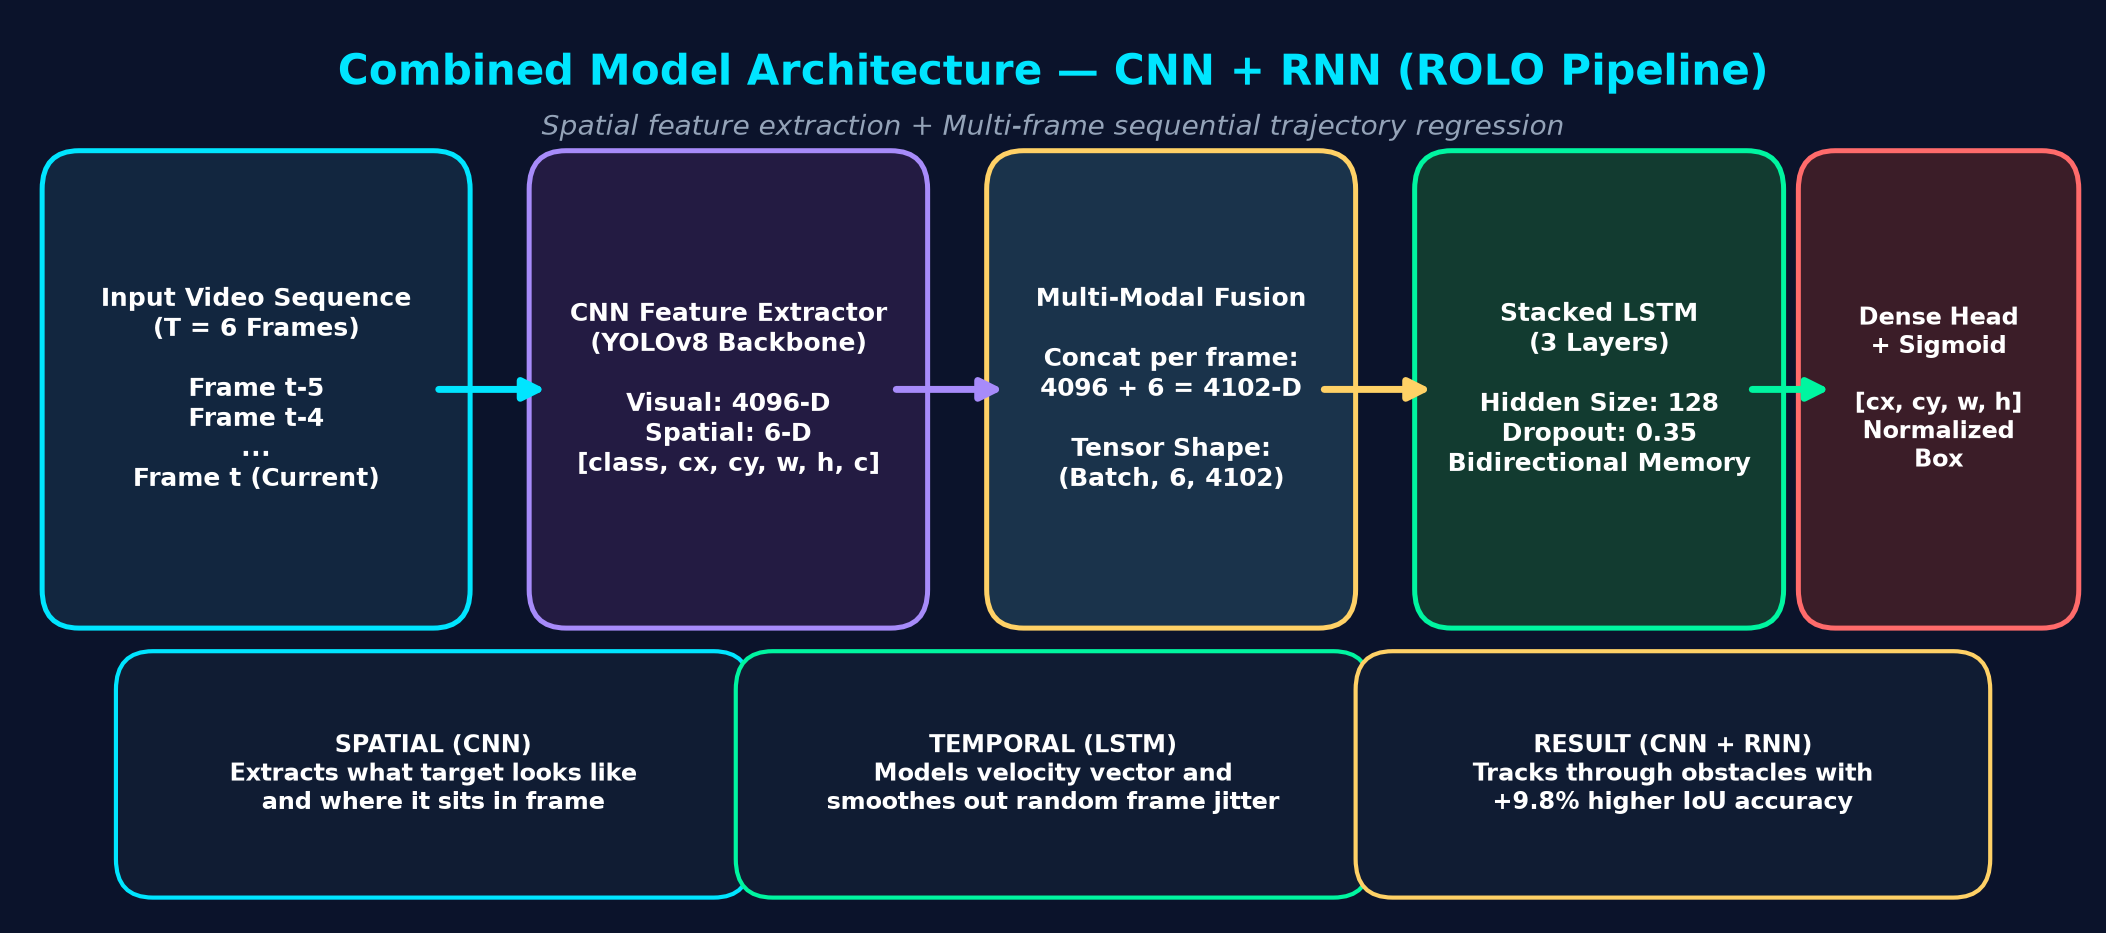 Combined Model Architecture — CNN + RNN (ROLO Pipeline)
Spatial feature extraction + Multi-frame sequential trajectory regression
Input Video Sequence
(T = 6 Frames)
Frame t-5
Frame t-4
...
Frame t (Current)
CNN Feature Extractor
(YOLOv8 Backbone)
Visual: 4096-D
Spatial: 6-D
[class, cx, cy, w, h, c]
Multi-Modal Fusion
Concat per frame:
4096 + 6 = 4102-D
Tensor Shape:
(Batch, 6, 4102)
Stacked LSTM
(3 Layers)
Hidden Size: 128
Dropout: 0.35
Bidirectional Memory
Dense Head
+ Sigmoid
[cx, cy, w, h]
Normalized
Box
SPATIAL (CNN)
Extracts what target looks like
and where it sits in frame
TEMPORAL (LSTM)
Models velocity vector and
smoothes out random frame jitter
RESULT (CNN + RNN)
Tracks through obstacles with
+9.8% higher IoU accuracy